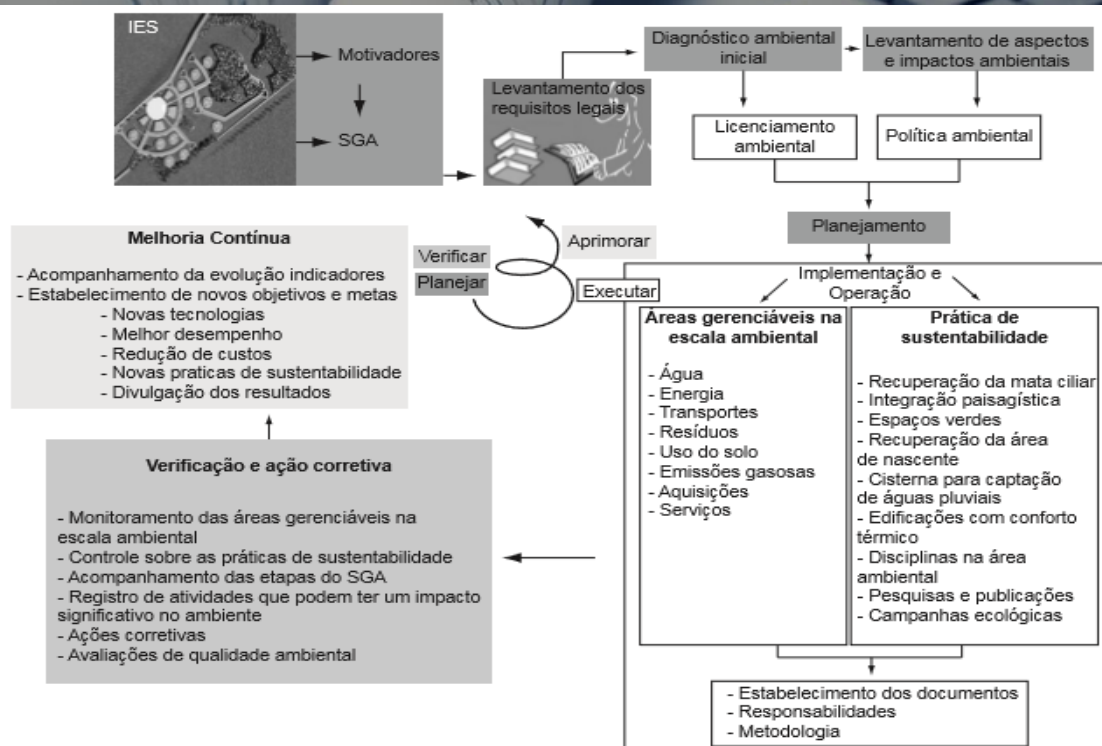 IES
Motivadores
SGA
Levantamento dos
requisitos legais
Diagnóstico ambiental
inicial
Levantamento de aspectos
e impactos ambientais
Licenciamento
ambiental
Política ambiental
Planejamento
Implementação e
Operação
Áreas gerenciáveis na
escala ambiental
- Água
- Energia
- Transportes
- Resíduos
- Uso do solo
- Emissões gasosas
- Aquisições
- Serviços
Prática de
sustentabilidade
- Recuperação da mata ciliar
- Integração paisagística
- Espaços verdes
- Recuperação da área
de nascente
- Cisterna para captação
de águas pluviais
- Edificações com conforto
térmico
- Disciplinas na área
ambiental
- Pesquisas e publicações
- Campanhas ecológicas
- Estabelecimento dos documentos
- Responsabilidades
- Metodologia
Verificar
Planejar
Aprimorar
Executar
Verificação e ação corretiva
- Monitoramento das áreas gerenciáveis na
escala ambiental
- Controle sobre as práticas de sustentabilidade
- Acompanhamento das etapas do SGA
- Registro de atividades que podem ter um impacto
significativo no ambiente
- Ações corretivas
- Avaliações de qualidade ambiental
Melhoria Contínua
- Acompanhamento da evolução indicadores
- Estabelecimento de novos objetivos e metas
- Novas tecnologias
- Melhor desempenho
- Redução de custos
- Novas praticas de sustentabilidade
- Divulgação dos resultados